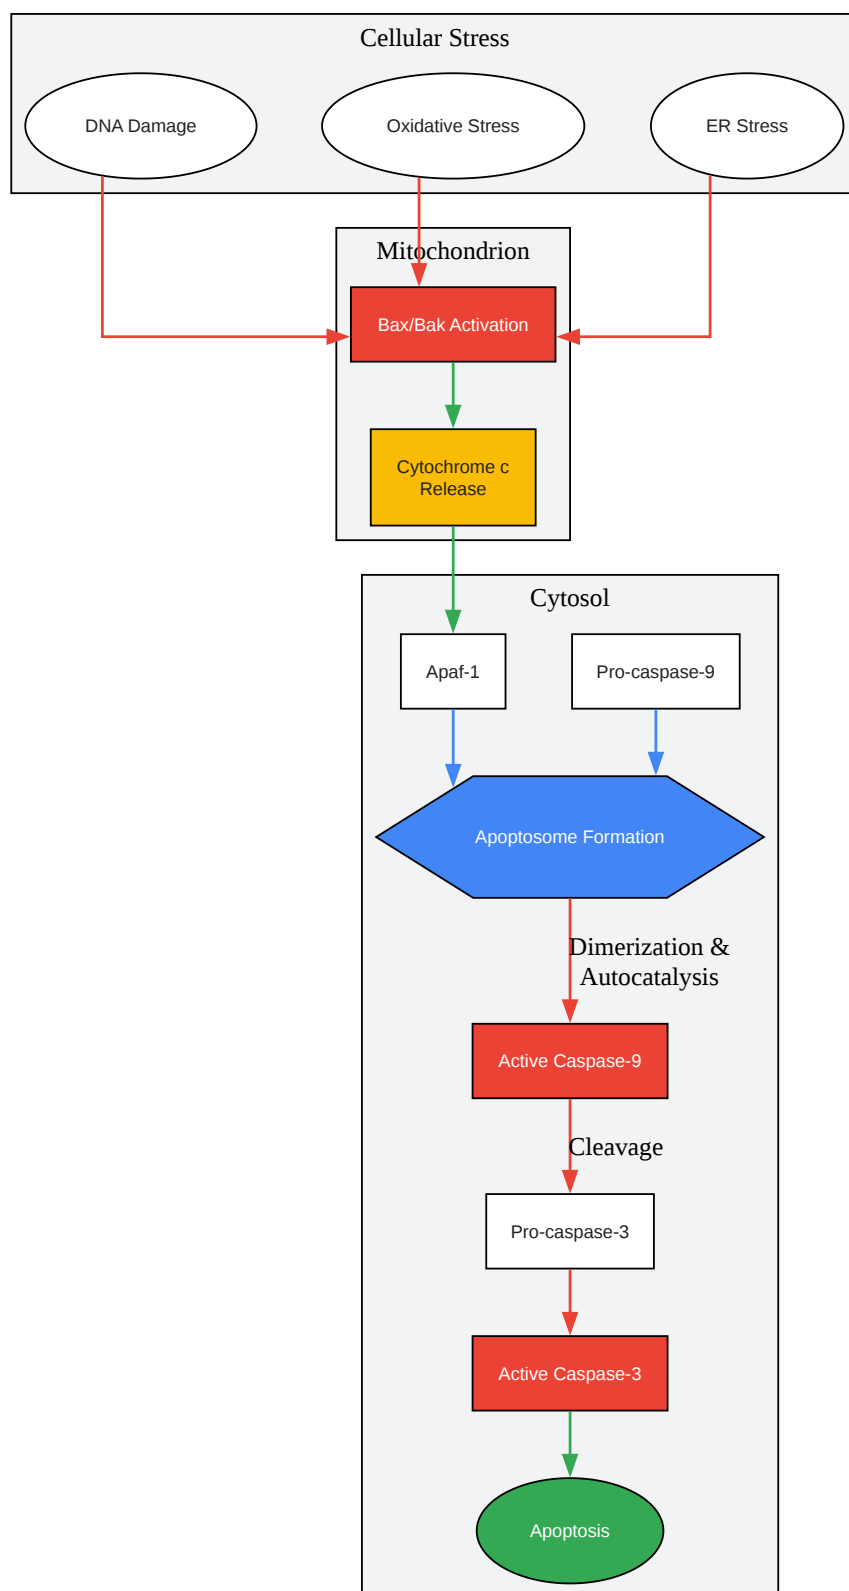 Cellular Stress
DNA Damage
Oxidative Stress
ER Stress
Mitochondrion
Bax/Bak Activation
Cytochrome c
Release
Cytosol
Apaf-1
Pro-caspase-9
Apoptosome Formation
Dimerization &
Autocatalysis
Active Caspase-9
Cleavage
Pro-caspase-3
Active Caspase-3
Apoptosis